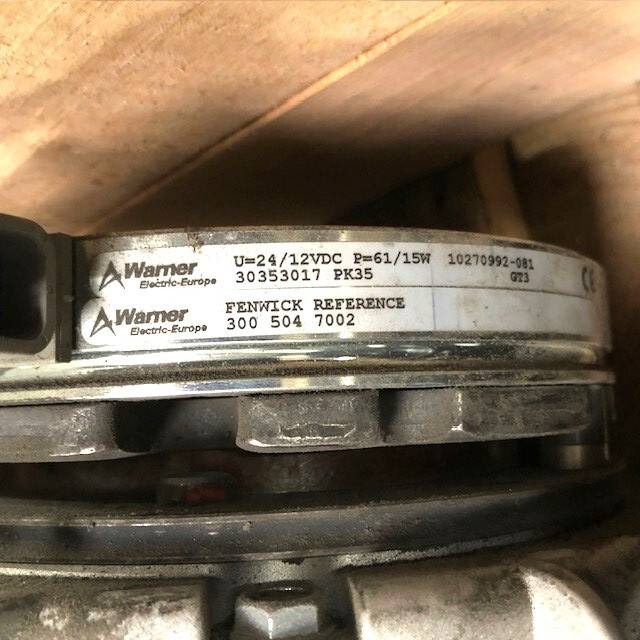 Warner U=24/12VDC P=61/15W 10270992-081
Electric-Europe 30353017 PK35 GT3 CE
Warner FENWICK REFERENCE
Electric-Europe 300 504 7002